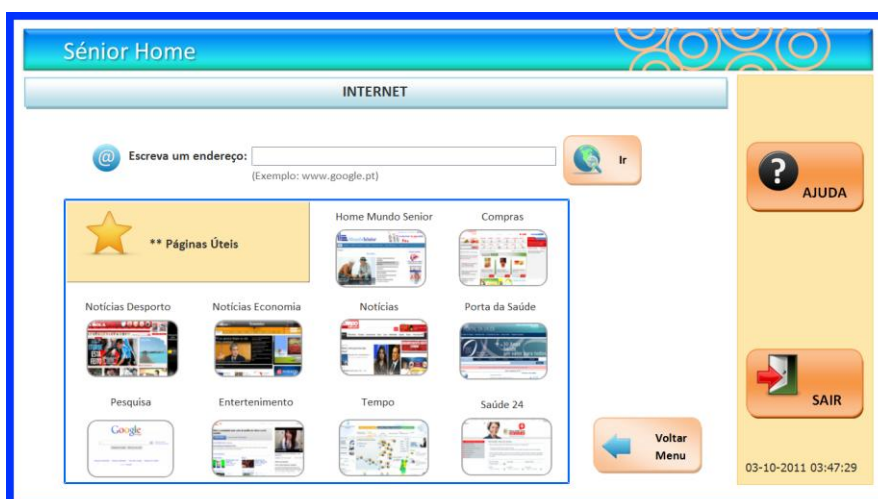 Sénior Home
INTERNET
Escreva um endereço:
(Exemplo: www.google.pt)
Ir
AJUDA
** Páginas Úteis
Home Mundo Senior
Compras
Notícias Desporto
Notícias Economia
Notícias
Porta da Saúde
Pesquisa
Entertenimento
Tempo
Saúde 24
Google
Voltar
Menu
SAIR
03-10-2011 03:47:29